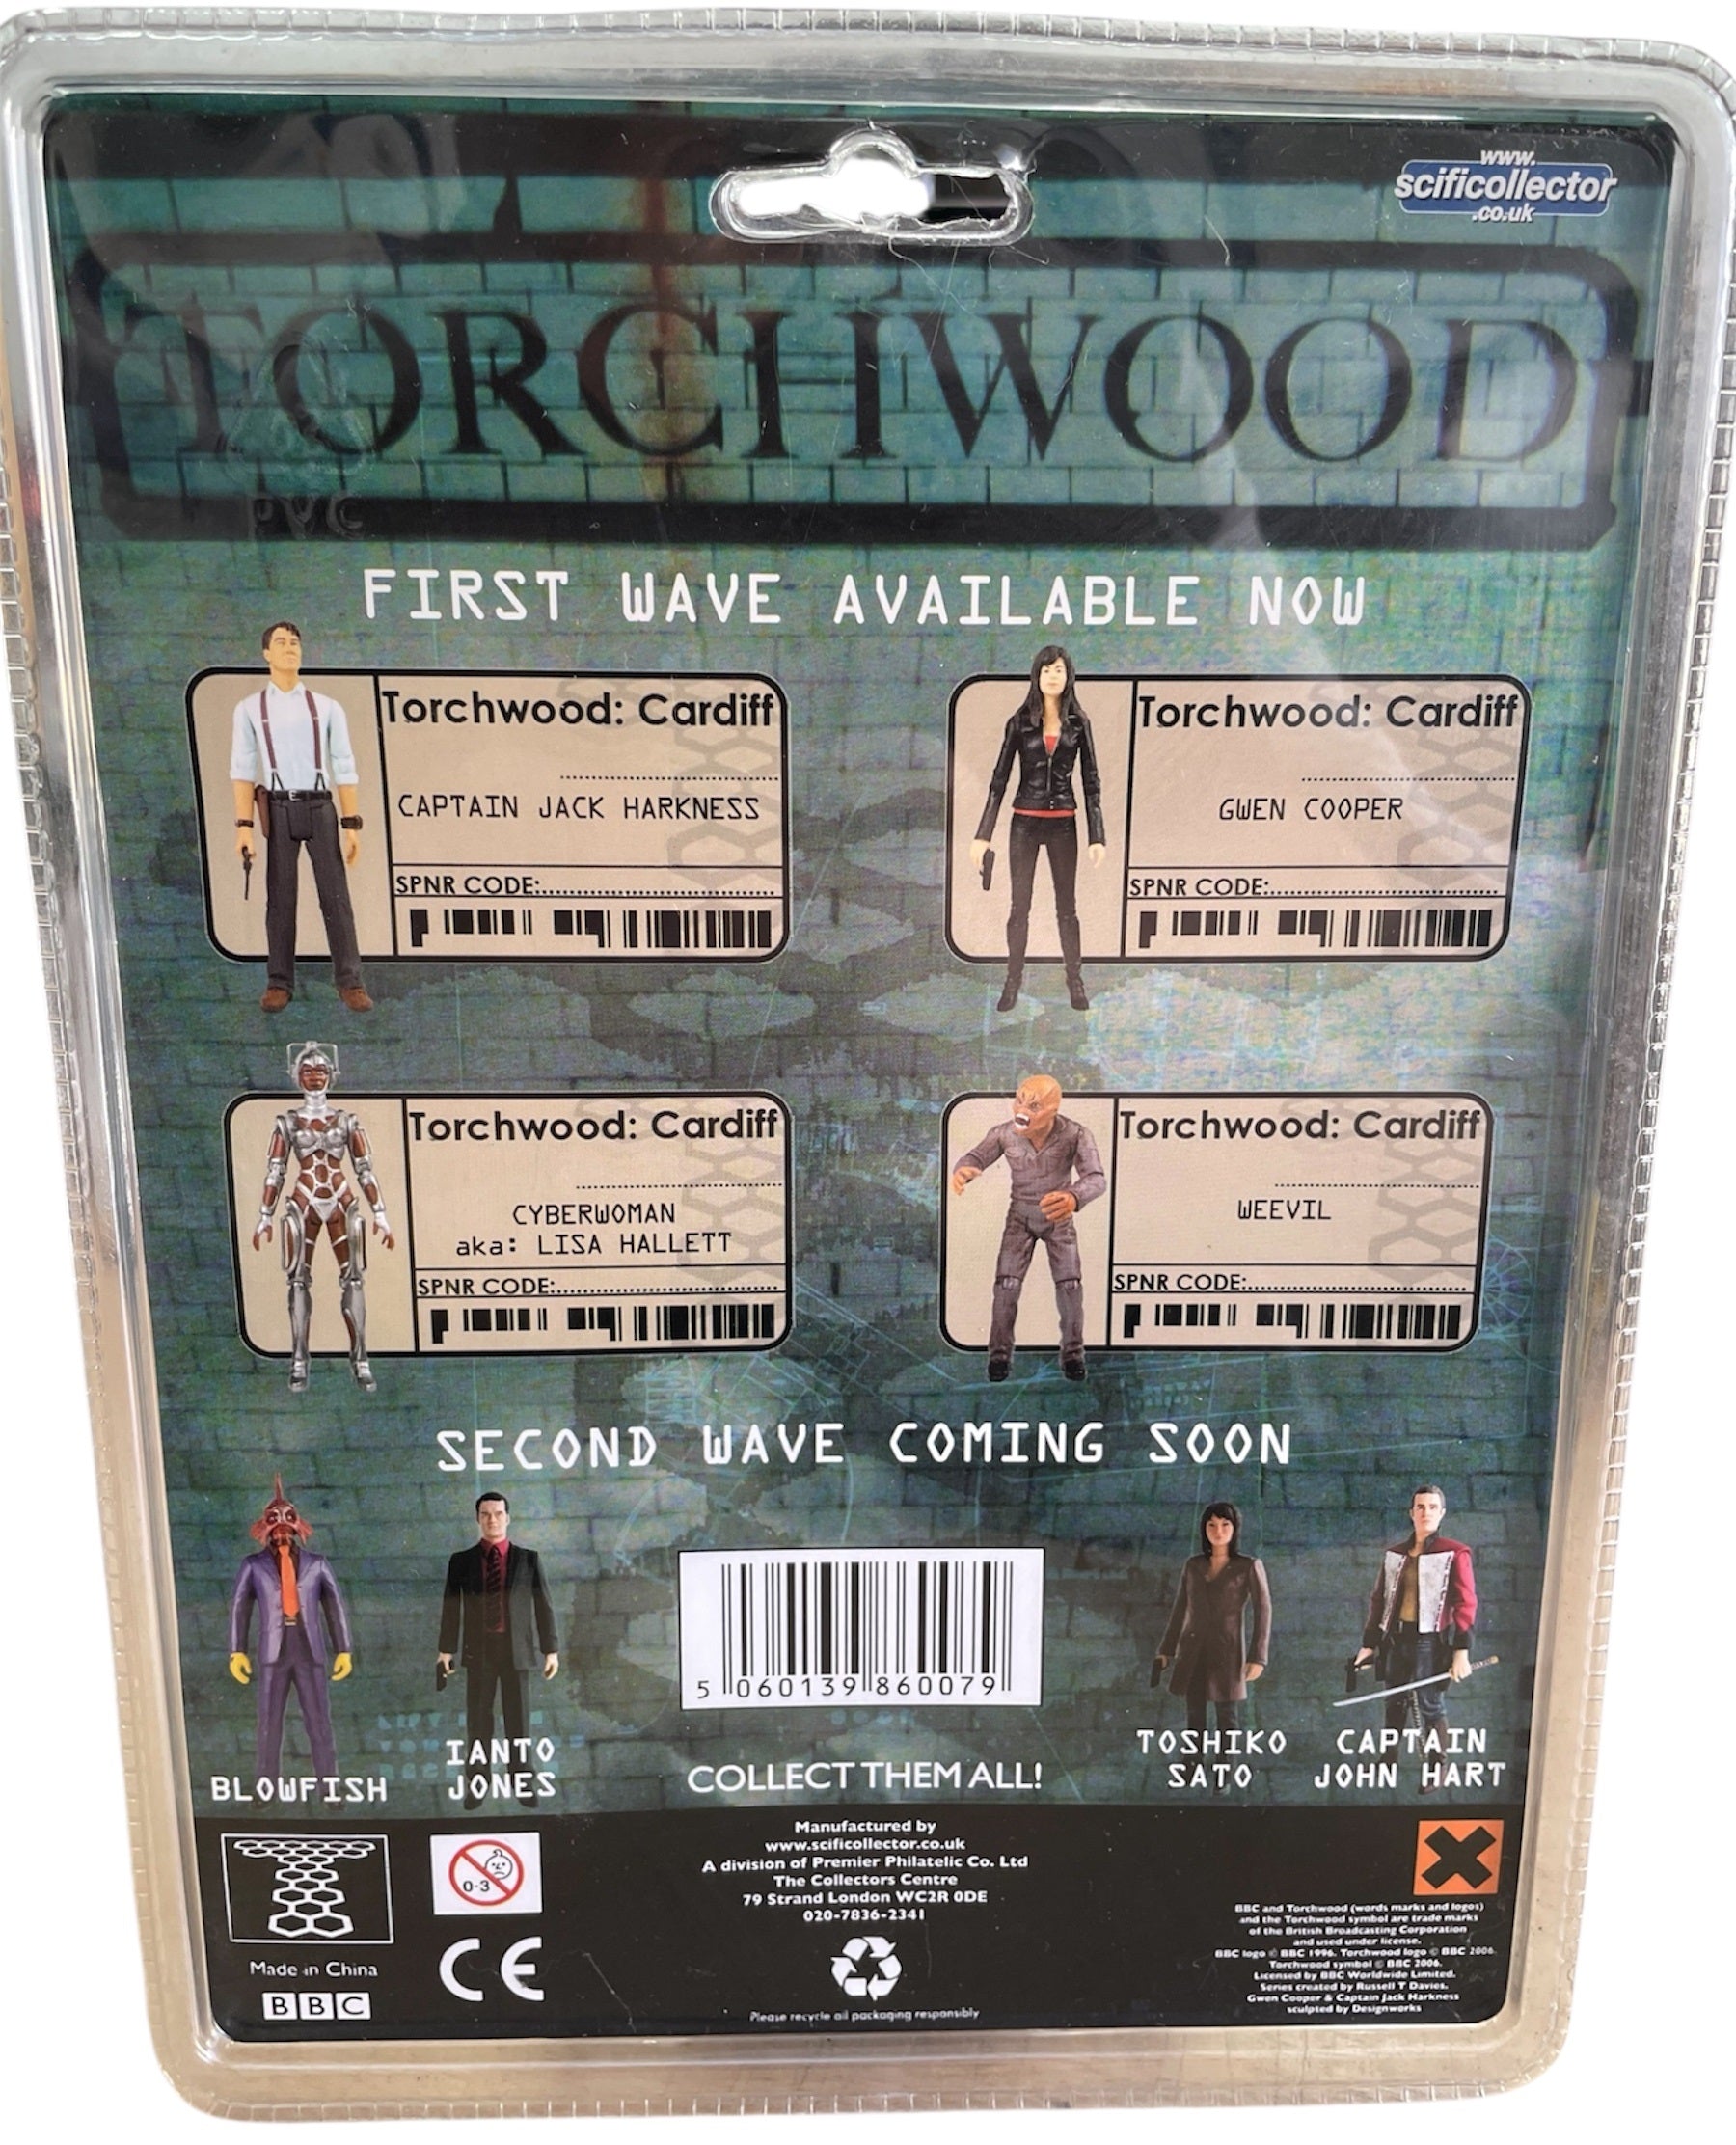 www.
scificollector
.co.uk
TORCHWOOD
PVC
FIRST WAVE AVAILABLE NOW
Torchwood: Cardiff
CAPTAIN JACK HARKNESS
SPNR CODE:
Torchwood: Cardiff
GWEN COOPER
SPNR CODE:
Torchwood: Cardiff
CYBERWOMAN
aka: LISA HALLETT
SPNR CODE:
Torchwood: Cardiff
WEEVIL
SPNR CODE:
SECOND WAVE COMING SOON
BLOWFISH
IANTO
JONES
5 060139 860079
COLLECT THEM ALL!
TOSHIKO
SATO
CAPTAIN
JOHN HART
Made in China
BBC
0-3
CE
Manufactured by
www.scificollector.co.uk
A division of Premier Philatelic Co. Ltd
The Collectors Centre
79 Strand London WC2R 0DE
020-7836-2341
Please recycle all packaging responsibly
BBC and Torchwood (words marks and logos)
and the Torchwood symbol are trade marks
of the British Broadcasting Corporation
and used under license.
BBC logo © BBC 1996. Torchwood logo © BBC 2006.
Torchwood symbol © BBC 2006.
Licensed by BBC Worldwide Limited.
Series created by Russell T Davies.
Gwen Cooper & Captain Jack Harkness
sculpted by Designworks